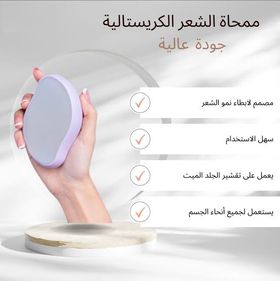 ممحاة الشعر الكريستالية
جودة عالية
مصمم لابطاء نمو الشعر
سهل الاستخدام
يعمل على تقشير الجلد الميت
يستعمل لجميع أنحاء الجسم